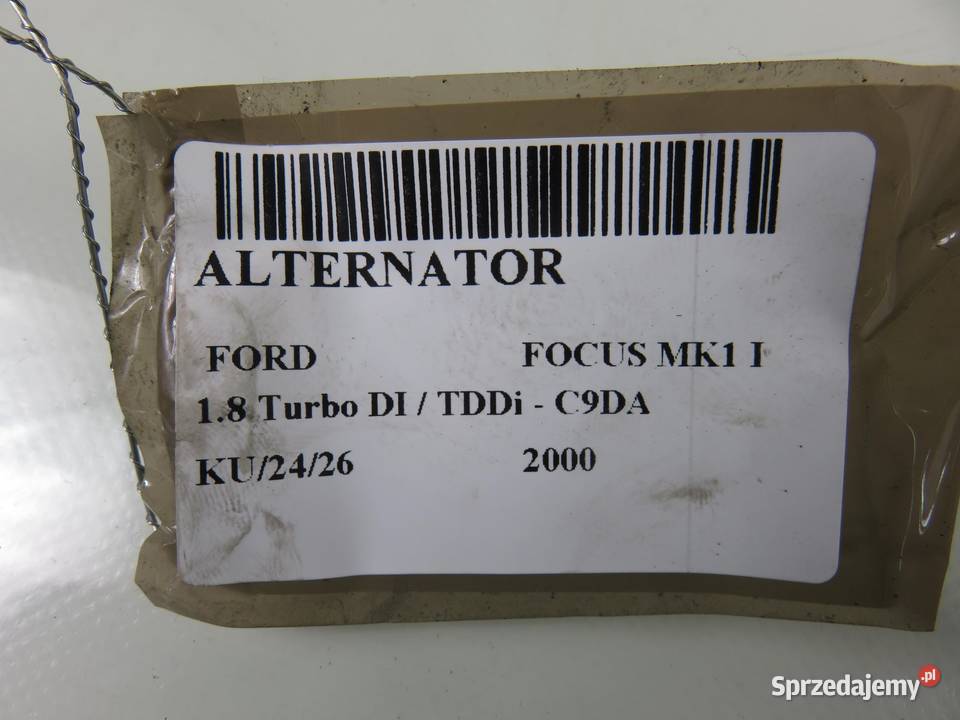 ALTERNATOR
FORD FOCUS MK1 I
1.8 Turbo DI / TDDi - C9DA
KU/24/26 2000
Sprzedajemy.pl